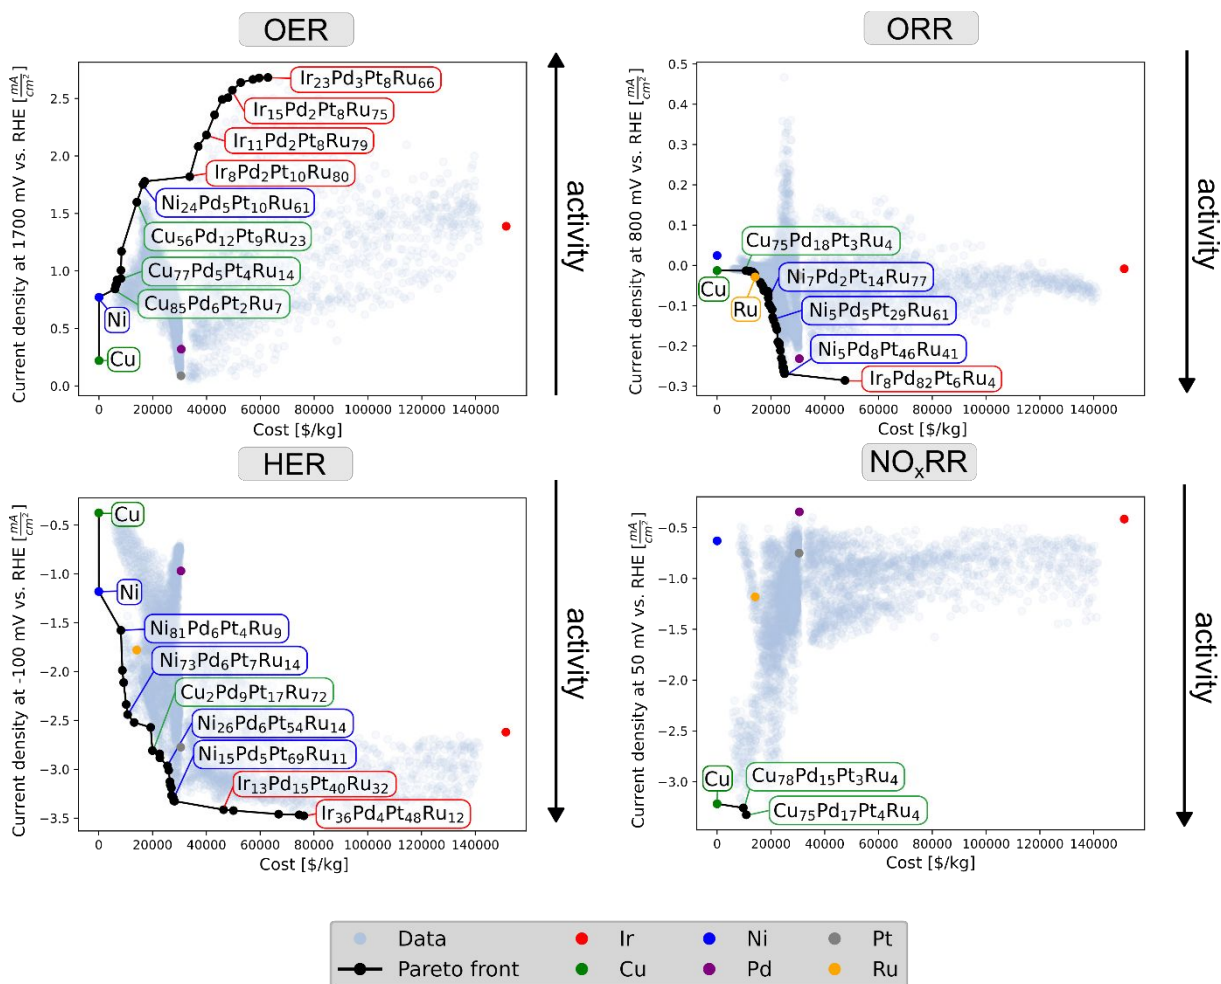 OER
Current density at 1700 mV vs. RHE [mA/cm²]
2.5
2.0
1.5
1.0
0.5
0.0
Ir₂₃Pd₃Pt₈Ru₆₆
Ir₁₅Pd₂Pt₈Ru₇₅
Ir₁₁Pd₂Pt₈Ru₇₉
Ir₈Pd₂Pt₁₀Ru₈₀
Ni₂₄Pd₅Pt₁₀Ru₆₁
Cu₅₆Pd₁₂Pt₉Ru₂₃
Cu₇₇Pd₅Pt₄Ru₁₄
Cu₈₅Pd₆Pt₂Ru₇
Ni
Cu
0 20000 40000 60000 80000 100000 120000 140000
Cost [$/kg]
activity
ORR
Current density at 800 mV vs. RHE [mA/cm²]
0.5
0.4
0.3
0.2
0.1
0.0
−0.1
−0.2
−0.3
Cu₇₅Pd₁₈Pt₃Ru₄
Cu
Ni₇Pd₂Pt₁₄Ru₇₇
Ru
Ni₅Pd₅Pt₂₉Ru₆₁
Ni₅Pd₈Pt₄₆Ru₄₁
Ir₈Pd₈₂Pt₆Ru₄
0 20000 40000 60000 80000 100000 120000 140000
Cost [$/kg]
activity
HER
Current density at -100 mV vs. RHE [mA/cm²]
−0.5
−1.0
−1.5
−2.0
−2.5
−3.0
−3.5
Cu
Ni
Ni₈₁Pd₆Pt₄Ru₉
Ni₇₃Pd₆Pt₇Ru₁₄
Cu₂Pd₉Pt₁₇Ru₇₂
Ni₂₆Pd₆Pt₅₄Ru₁₄
Ni₁₅Pd₅Pt₆₉Ru₁₁
Ir₁₃Pd₁₅Pt₄₀Ru₃₂
Ir₃₆Pd₄Pt₄₈Ru₁₂
0 20000 40000 60000 80000 100000 120000 140000
Cost [$/kg]
activity
NOₓRR
Current density at 50 mV vs. RHE [mA/cm²]
−0.5
−1.0
−1.5
−2.0
−2.5
−3.0
Cu
Cu₇₈Pd₁₅Pt₃Ru₄
Cu₇₅Pd₁₇Pt₄Ru₄
0 20000 40000 60000 80000 100000 120000 140000
Cost [$/kg]
activity
Data Ir Ni Pt
Pareto front Cu Pd Ru